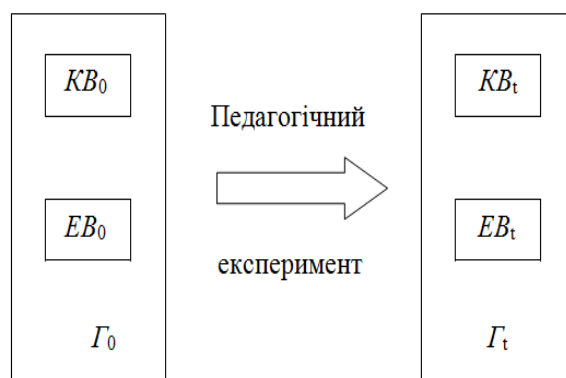 КВ₀
ЕВ₀
Г₀
Педагогічний
експеримент
КВₜ
ЕВₜ
Гₜ